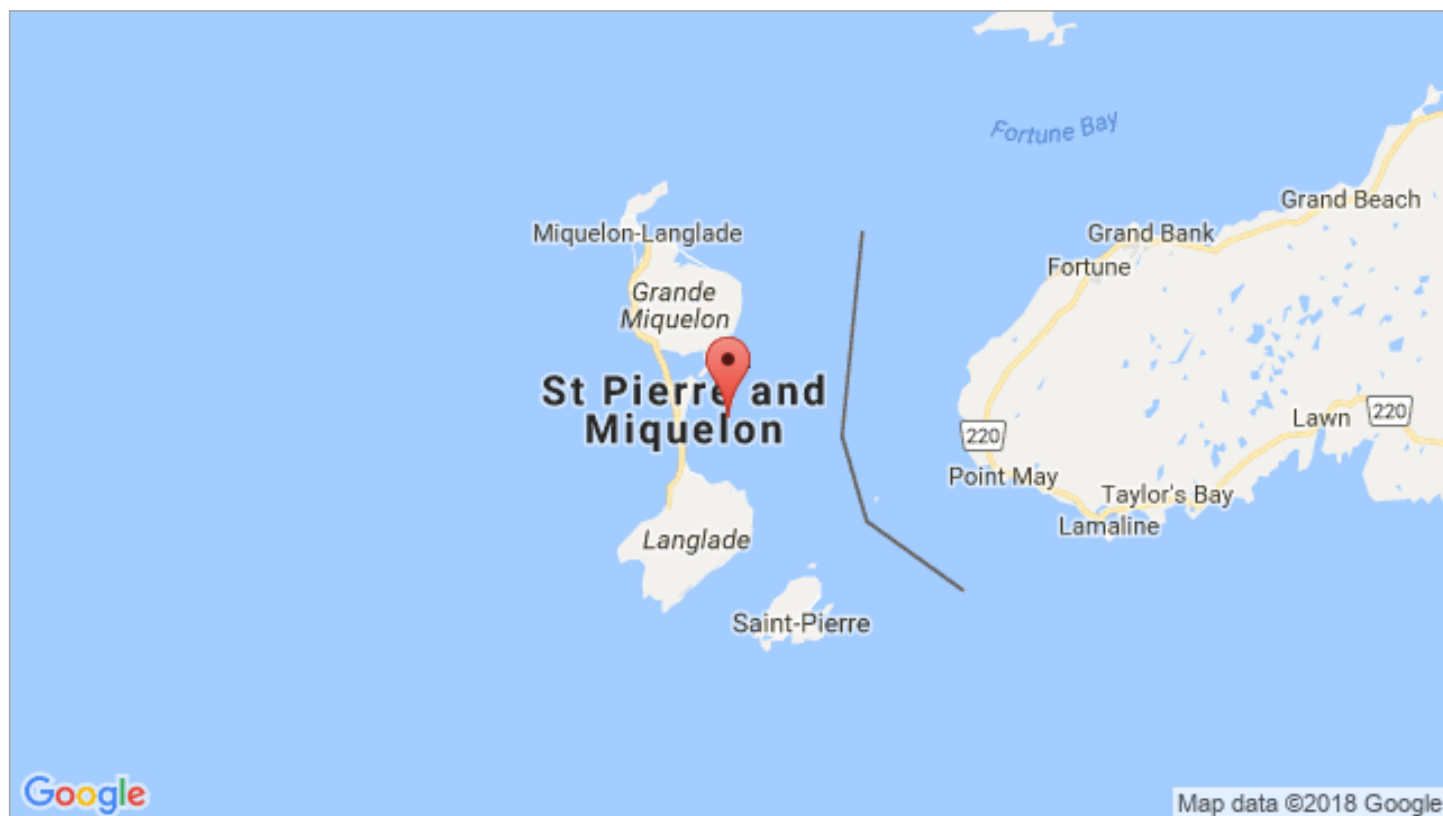 Fortune Bay
Grand Beach
Miquelon-Langlade
Grand Bank
Fortune
Grande
Miquelon
St Pierre and
Miquelon
220
Lawn
220
Point May
Taylor's Bay
Lamaline
Langlade
Saint-Pierre
Google
Map data ©2018 Google